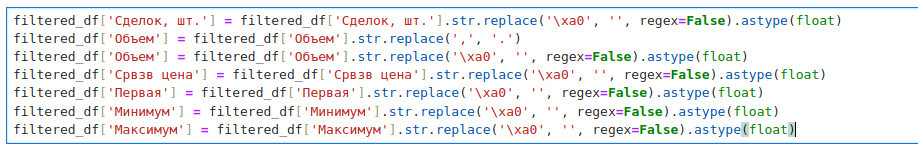 filtered_df['Сделок, шт.'] = filtered_df['Сделок, шт.'].str.replace('\xa0', '', regex=False).astype(float)
filtered_df['Объем'] = filtered_df['Объем'].str.replace(',', '.')
filtered_df['Объем'] = filtered_df['Объем'].str.replace('\xa0', '', regex=False).astype(float)
filtered_df['Срвзв цена'] = filtered_df['Срвзв цена'].str.replace('\xa0', '', regex=False).astype(float)
filtered_df['Первая'] = filtered_df['Первая'].str.replace('\xa0', '', regex=False).astype(float)
filtered_df['Минимум'] = filtered_df['Минимум'].str.replace('\xa0', '', regex=False).astype(float)
filtered_df['Максимум'] = filtered_df['Максимум'].str.replace('\xa0', '', regex=False).astype(float)